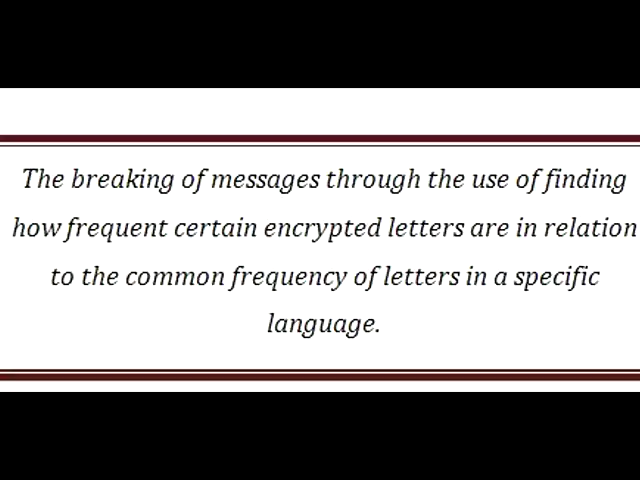 The breaking of messages through the use of finding
how frequent certain encrypted letters are in relation
to the common frequency of letters in a specific
language.